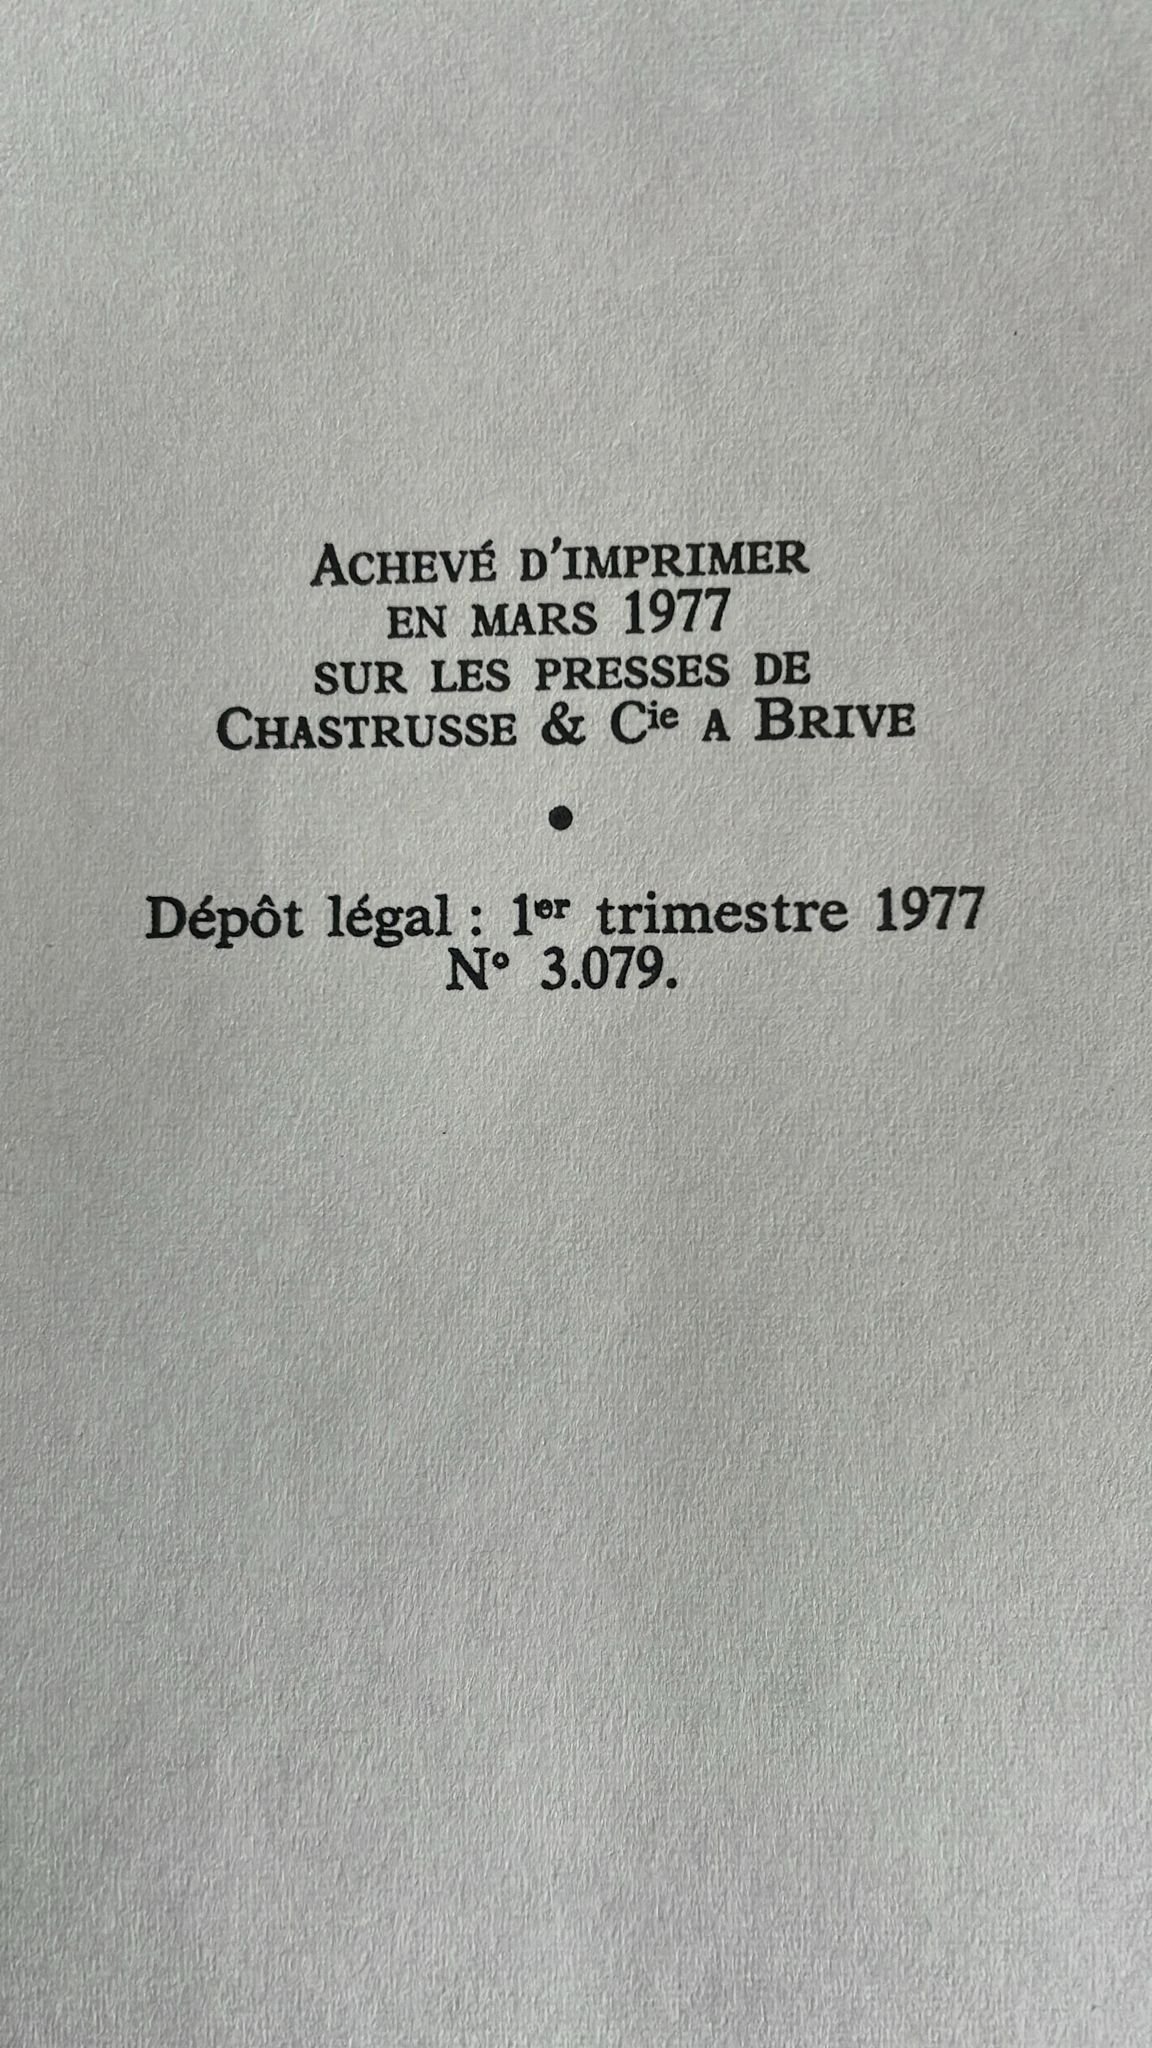 ACHEVÉ D'IMPRIMER
EN MARS 1977
SUR LES PRESSES DE
CHASTRUSSE & Cie A BRIVE
●
Dépôt légal : 1er trimestre 1977
N° 3.079.